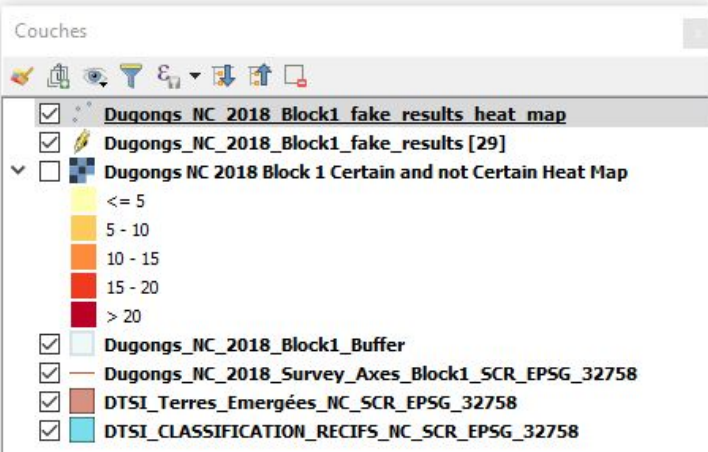 Couches
Dugongs_NC_2018_Block1_fake_results_heat_map
Dugongs_NC_2018_Block1_fake_results [29]
Dugongs NC 2018 Block 1 Certain and not Certain Heat Map
<= 5
5 - 10
10 - 15
15 - 20
> 20
Dugongs_NC_2018_Block1_Buffer
Dugongs_NC_2018_Survey_Axes_Block1_SCR_EPSG_32758
DTSI_Terres_Emergées_NC_SCR_EPSG_32758
DTSI_CLASSIFICATION_RECIFS_NC_SCR_EPSG_32758